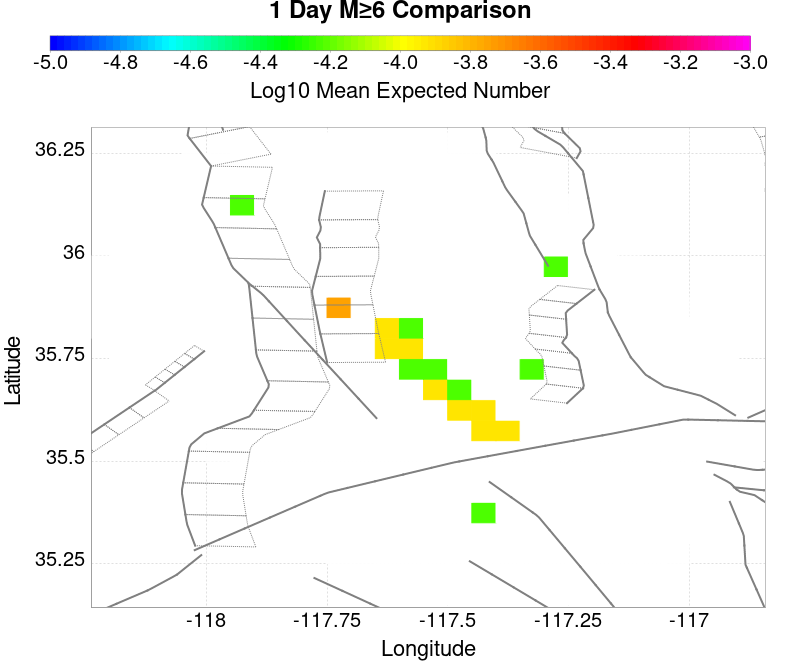 1 Day M≥6 Comparison
-5.0 -4.8 -4.6 -4.4 -4.2 -4.0 -3.8 -3.6 -3.4 -3.2 -3.0
Log10 Mean Expected Number
36.25
36
35.75
35.5
35.25
Latitude
-118 -117.75 -117.5 -117.25 -117
Longitude